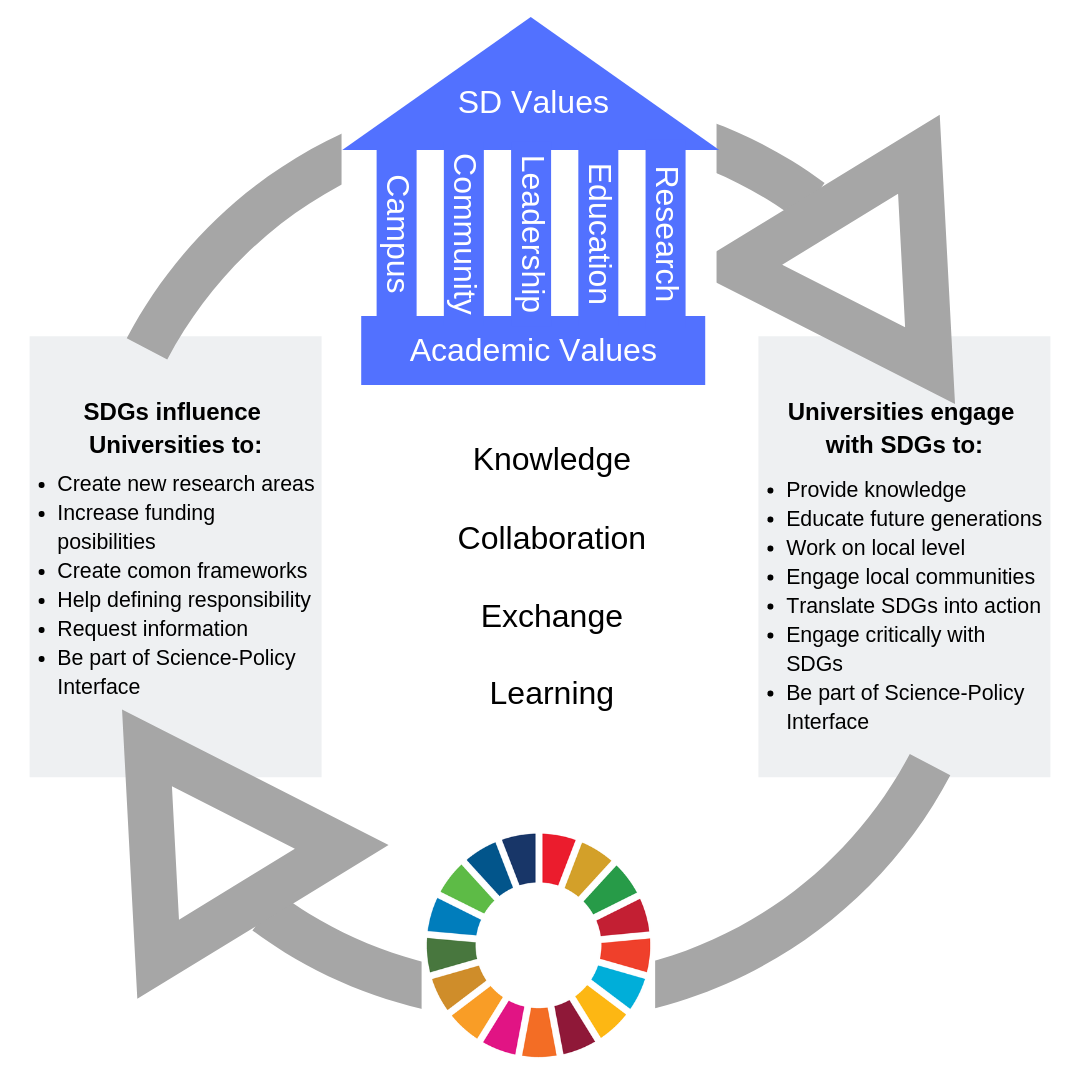 SD Values
Campus
Community
Leadership
Education
Research
Academic Values
SDGs influence
Universities to:
• Create new research areas
• Increase funding
posibilities
• Create comon frameworks
• Help defining responsibility
• Request information
• Be part of Science-Policy
Interface
Knowledge
Collaboration
Exchange
Learning
Universities engage
with SDGs to:
• Provide knowledge
• Educate future generations
• Work on local level
• Engage local communities
• Translate SDGs into action
• Engage critically with
SDGs
• Be part of Science-Policy
Interface